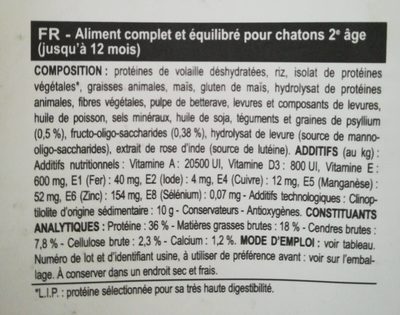 FR - Aliment complet et équilibré pour chatons 2e âge
(jusqu'à 12 mois)
COMPOSITION : protéines de volaille déshydratées, riz, isolat de protéines
végétales*, graisses animales, maïs, gluten de maïs, hydrolysat de protéines
animales, fibres végétales, pulpe de betterave, levures et composants de levures,
huile de poisson, sels minéraux, huile de soja, téguments et graines de psyllium
(0,5 %), fructo-oligo-saccharides (0,38 %), hydrolysat de levure (source de manno-
oligo-saccharides), extrait de rose d'inde (source de lutéine). ADDITIFS (au kg) :
Additifs nutritionnels : Vitamine A : 20500 UI, Vitamine D3 : 800 UI, Vitamine E :
600 mg, E1 (Fer) : 40 mg, E2 (Iode) : 4 mg, E4 (Cuivre) : 12 mg, E5 (Manganèse) :
52 mg, E6 (Zinc) : 154 mg, E8 (Sélénium) : 0,07 mg - Additifs technologiques : Clinop-
tilolite d'origine sédimentaire : 10 g - Conservateurs - Antioxygènes. CONSTITUANTS
ANALYTIQUES : Protéine : 36 % - Matières grasses brutes : 18 % - Cendres brutes :
7,8 % - Cellulose brute : 2,3 % - Calcium : 1,2 %. MODE D'EMPLOI : voir tableau.
Numéro de lot et d'identifiant usine, à utiliser de préférence avant : voir sur l'embal-
lage. À conserver dans un endroit sec et frais.
*L.I.P. : protéine sélectionnée pour sa très haute digestibilité.